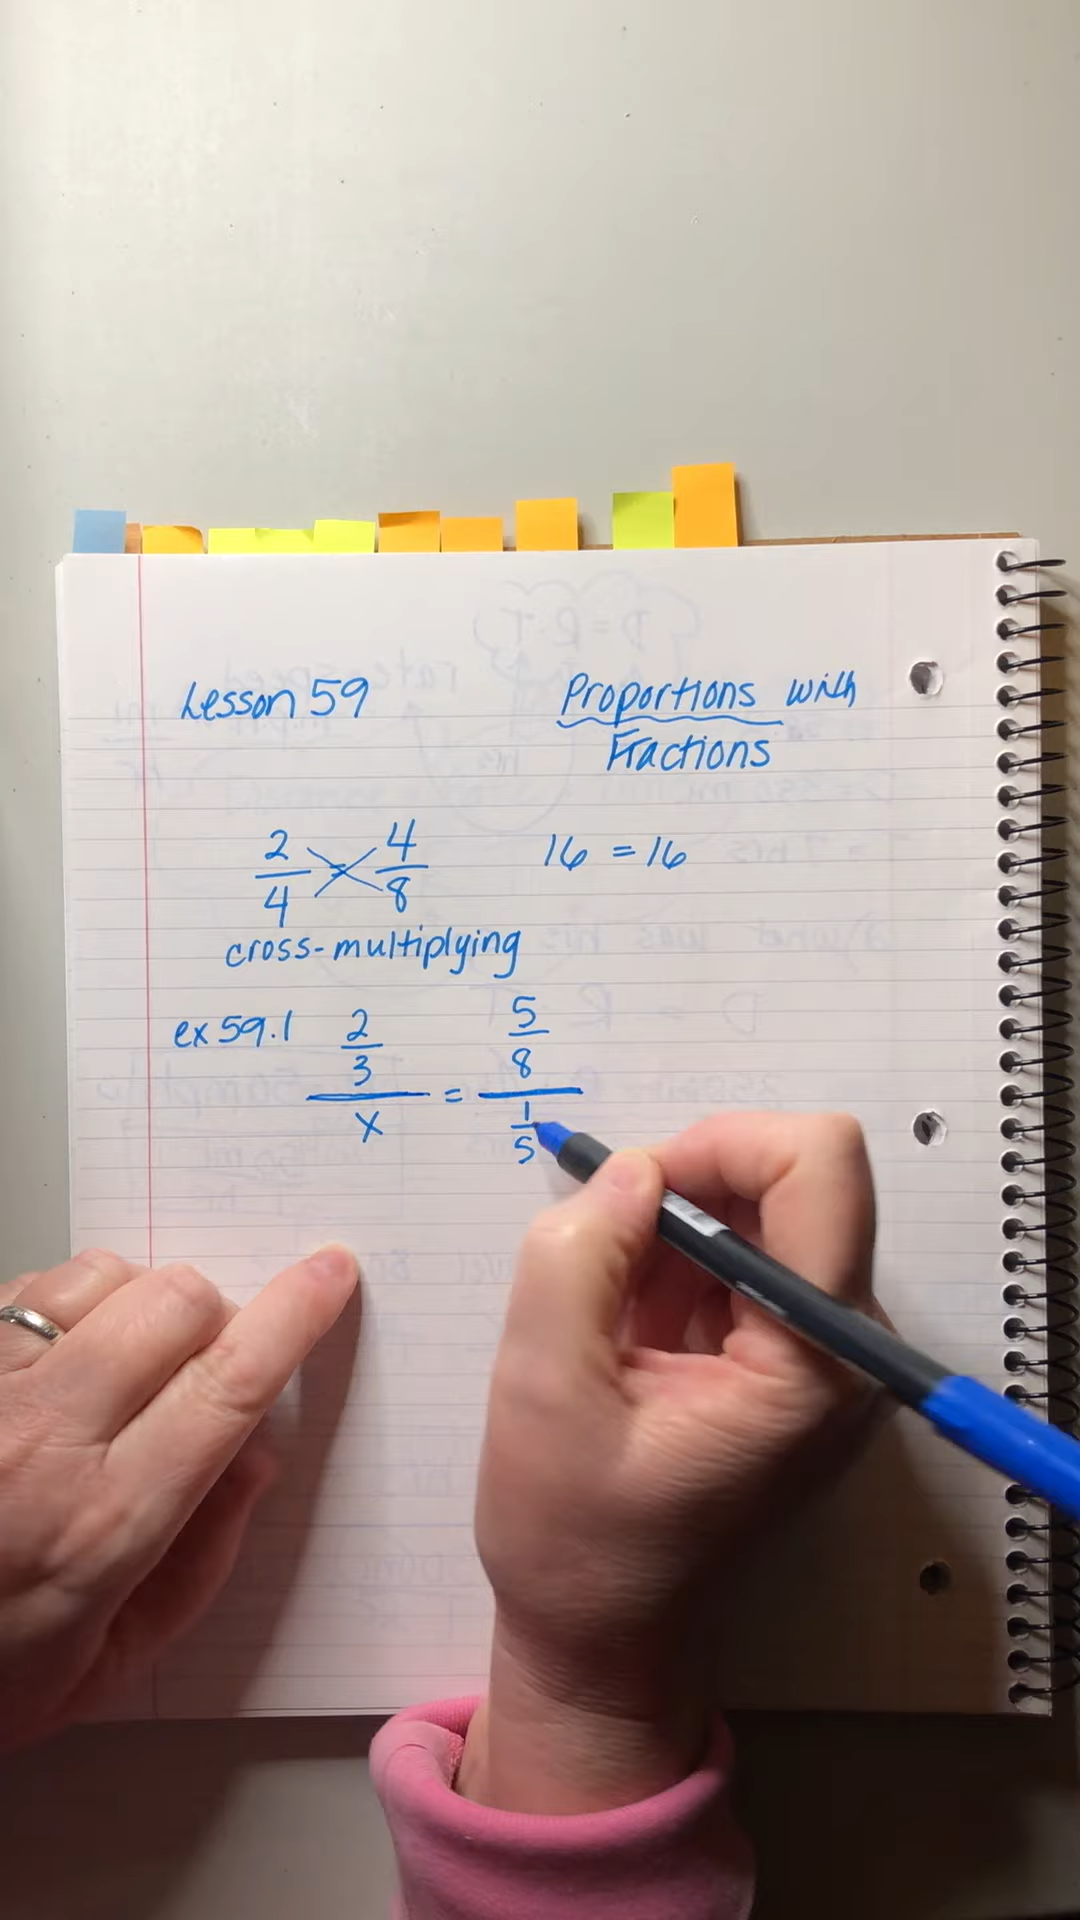 Lesson 59
Proportions with
Fractions
2/4 = 4/8
16 = 16
cross-multiplying
ex 59.1
2/3 / x = 5/8 / 1/5